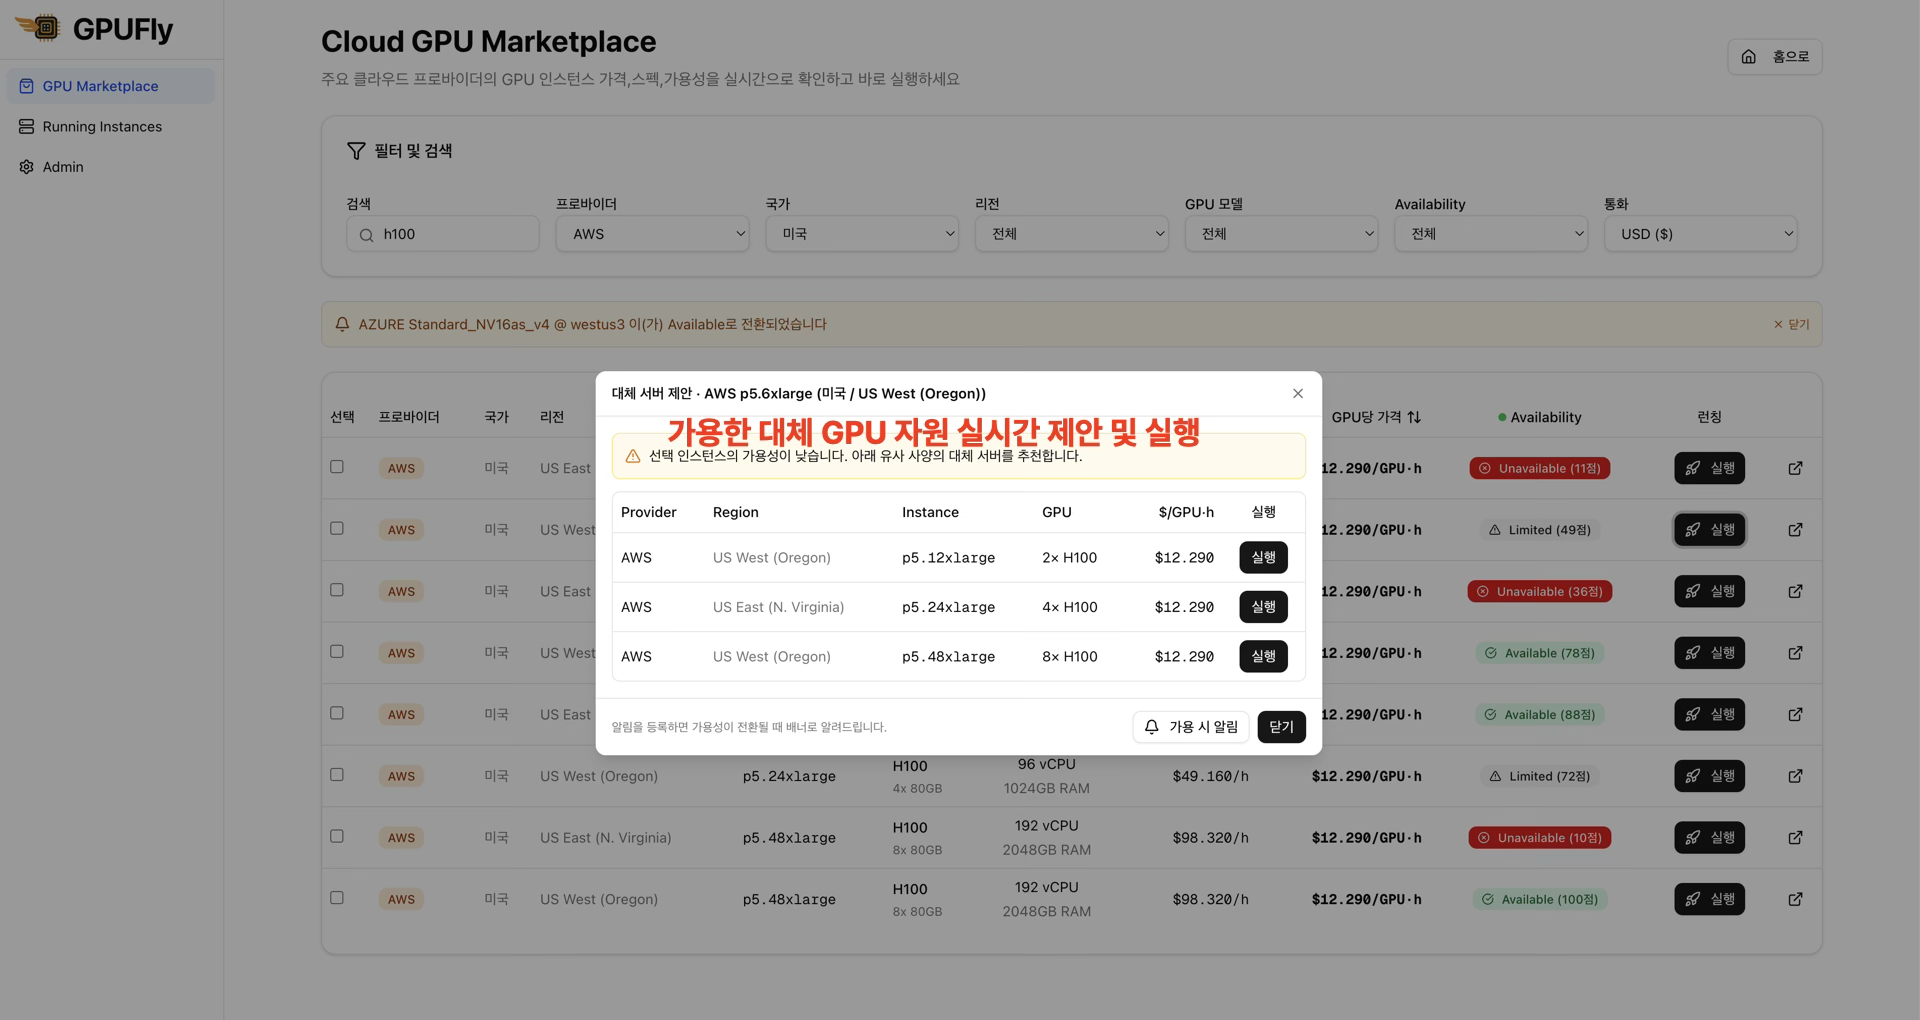 GPUFly
GPU Marketplace
Running Instances
Admin
Cloud GPU Marketplace
주요 클라우드 프로바이더의 GPU 인스턴스 가격,스펙,가용성을 실시간으로 확인하고 바로 실행하세요
홈으로
필터 및 검색
검색 프로바이더 국가 리전 GPU 모델 Availability 통화
h100 AWS 미국 전체 전체 전체 USD ($)
AZURE Standard_NV16as_v4 @ westus3 이(가) Available로 전환되었습니다
× 닫기
선택 프로바이더 국가 리전 GPU당 가격 Availability 런칭
AWS 미국 US East 12.290/GPU·h Unavailable (11점) 실행
AWS 미국 US West 12.290/GPU·h Limited (49점) 실행
AWS 미국 US East 12.290/GPU·h Unavailable (36점) 실행
AWS 미국 US West 12.290/GPU·h Available (78점) 실행
AWS 미국 US East 12.290/GPU·h Available (88점) 실행
AWS 미국 US West (Oregon) p5.24xlarge H100 96 vCPU $49.160/h $12.290/GPU·h Limited (72점) 실행
4x 80GB 1024GB RAM
AWS 미국 US East (N. Virginia) p5.48xlarge H100 192 vCPU $98.320/h $12.290/GPU·h Unavailable (10점) 실행
8x 80GB 2048GB RAM
AWS 미국 US West (Oregon) p5.48xlarge H100 192 vCPU $98.320/h $12.290/GPU·h Available (100점) 실행
8x 80GB 2048GB RAM
대체 서버 제안 · AWS p5.6xlarge (미국 / US West (Oregon))
가용한 대체 GPU 자원 실시간 제안 및 실행
선택 인스턴스의 가용성이 낮습니다. 아래 유사 사양의 대체 서버를 추천합니다.
Provider Region Instance GPU $/GPU·h 실행
AWS US West (Oregon) p5.12xlarge 2× H100 $12.290 실행
AWS US East (N. Virginia) p5.24xlarge 4× H100 $12.290 실행
AWS US West (Oregon) p5.48xlarge 8× H100 $12.290 실행
알림을 등록하면 가용성이 전환될 때 배너로 알려드립니다.
가용 시 알림
닫기